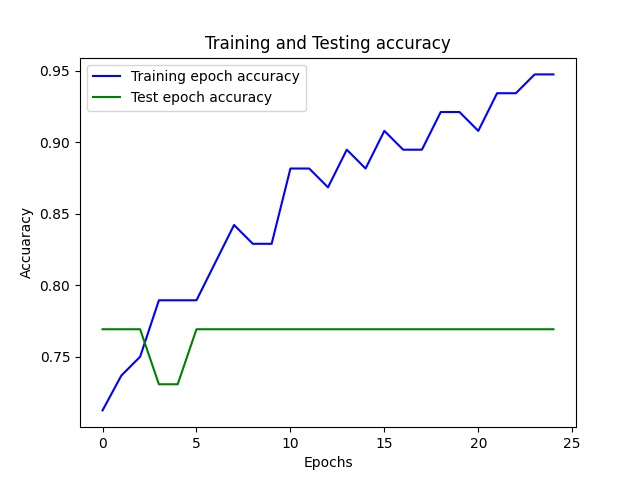 Training and Testing accuracy
Training epoch accuracy
Test epoch accuracy
0.95
0.90
0.85
0.80
0.75
Accuaracy
0
5
10
15
20
25
Epochs